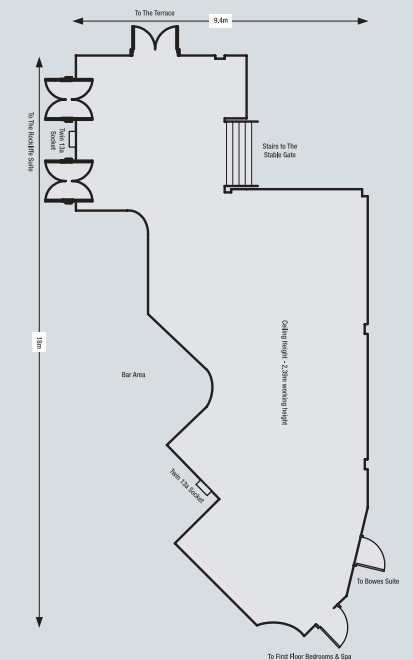 To The Terrace
9.4m
To The Rockliffe Suite
Twin 13a
Socket
Stairs to The
Stable Gate
18m
Ceiling Height - 2.39m working height
Bar Area
Twin 13a Socket
To Bowes Suite
To First Floor Bedrooms & Spa